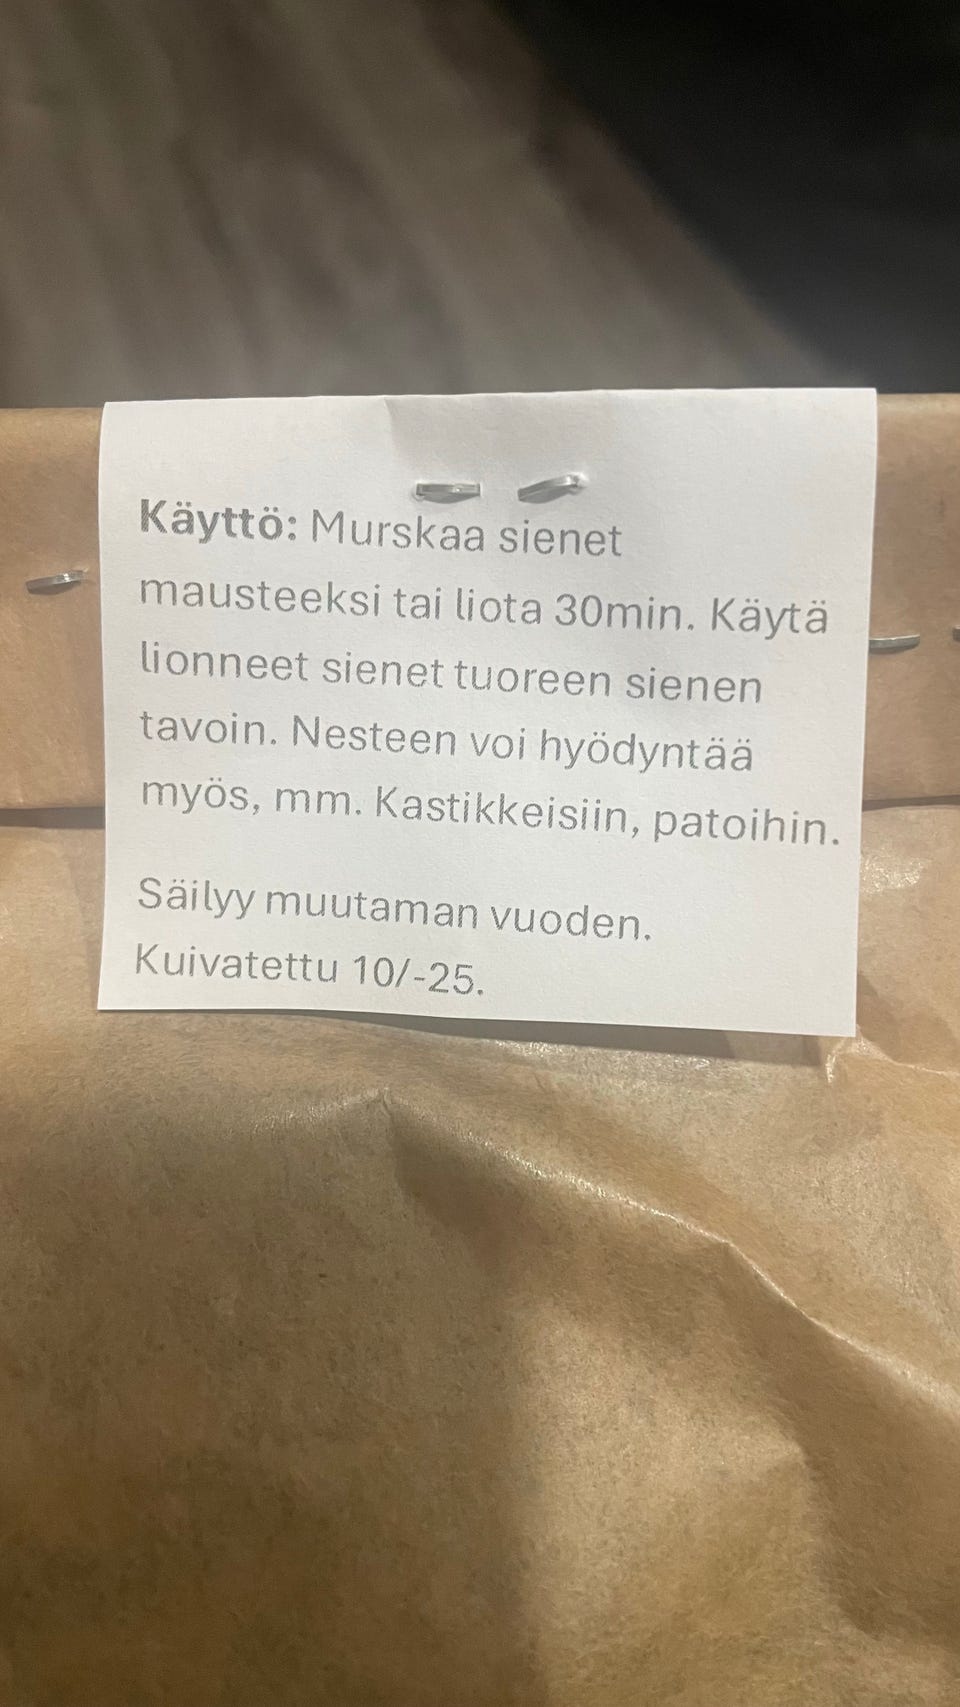 Käyttö: Murskaa sienet
mausteeksi tai liota 30min. Käytä
lionneet sienet tuoreen sienen
tavoin. Nesteen voi hyödyntää
myös, mm. Kastikkeisiin, patoihin.
Säilyy muutaman vuoden.
Kuivatettu 10/-25.